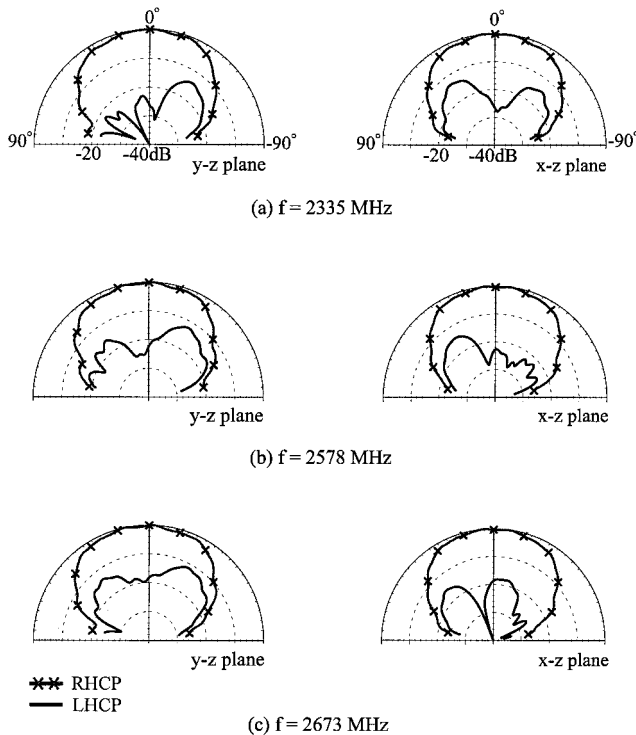 0°
0°
90°
-90°
90°
-90°
-20
-40dB
y-z plane
-20
-40dB
x-z plane
(a) f = 2335 MHz
y-z plane
x-z plane
(b) f = 2578 MHz
y-z plane
x-z plane
RHCP
LHCP
(c) f = 2673 MHz